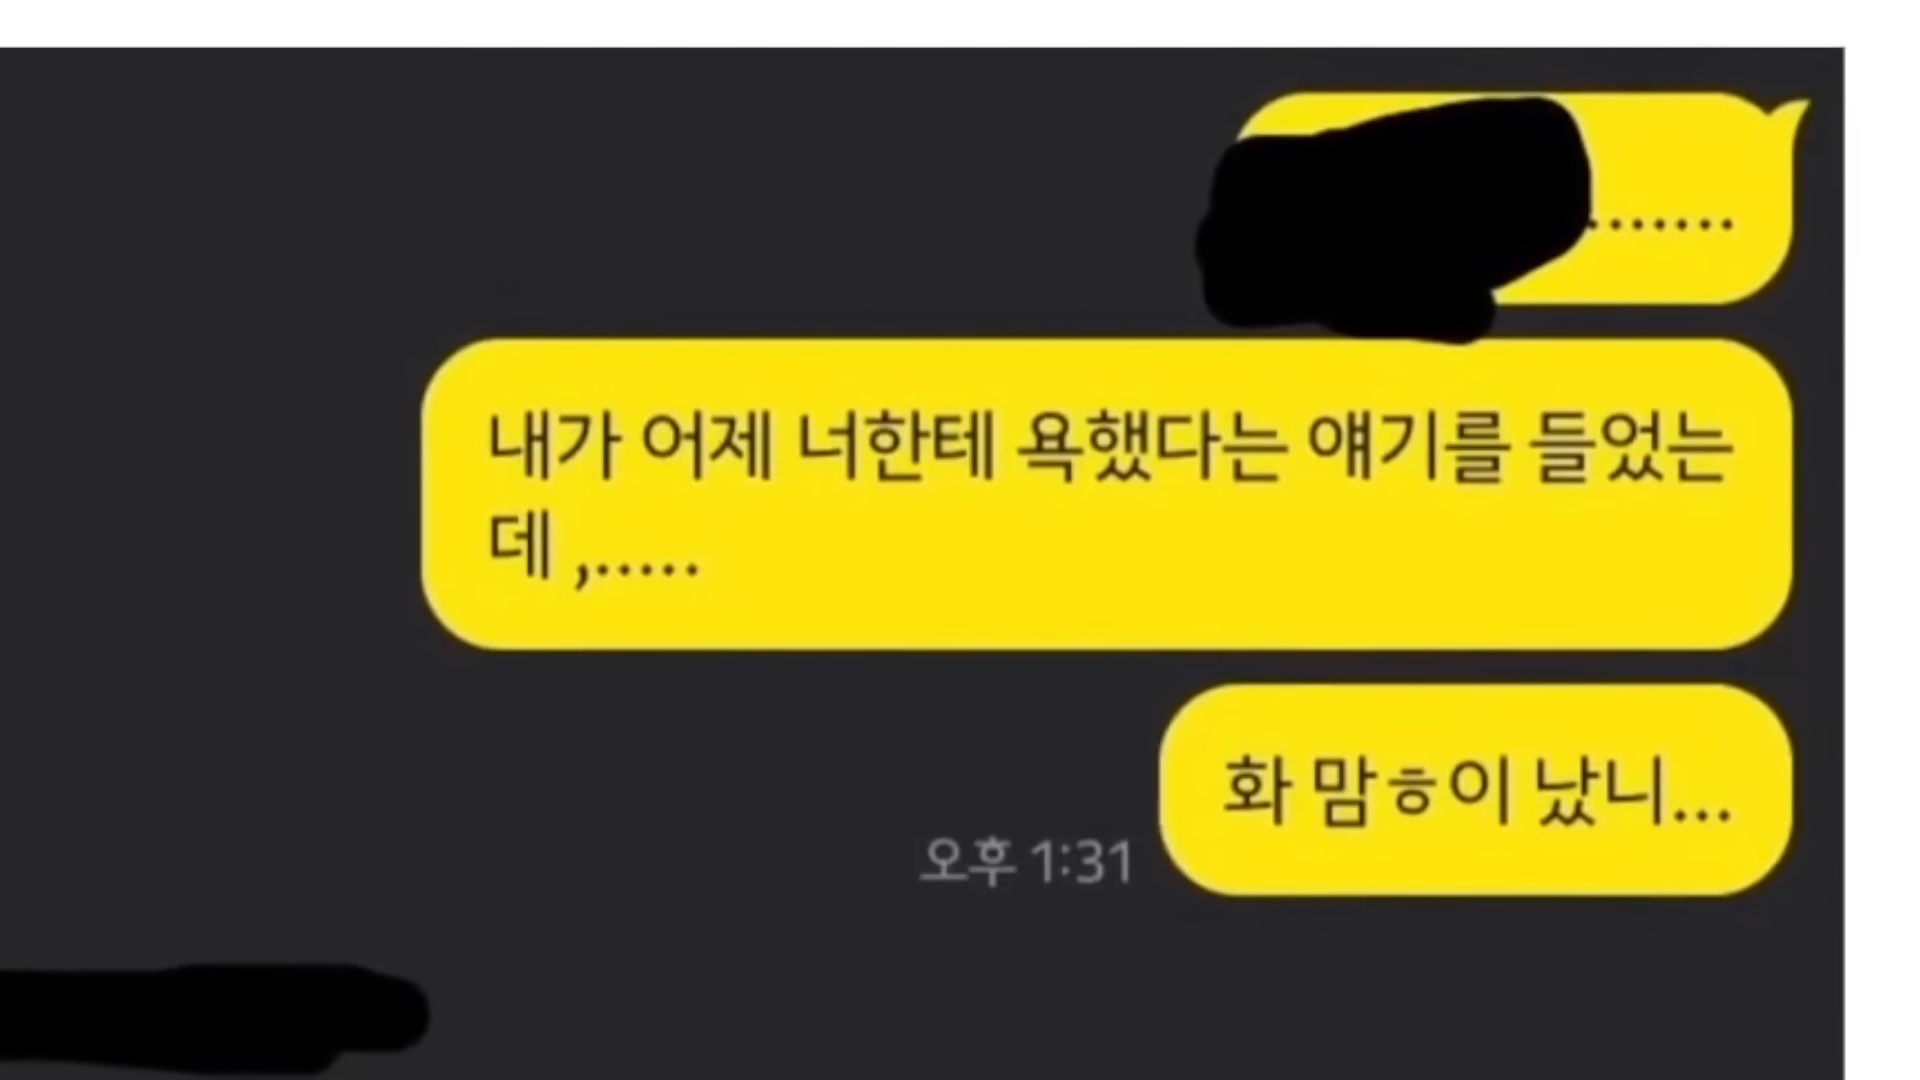 .......
내가 어제 너한테 욕했다는 얘기를 들었는
데 ,.....
화 맘ㅎ이 났니...
오후 1:31